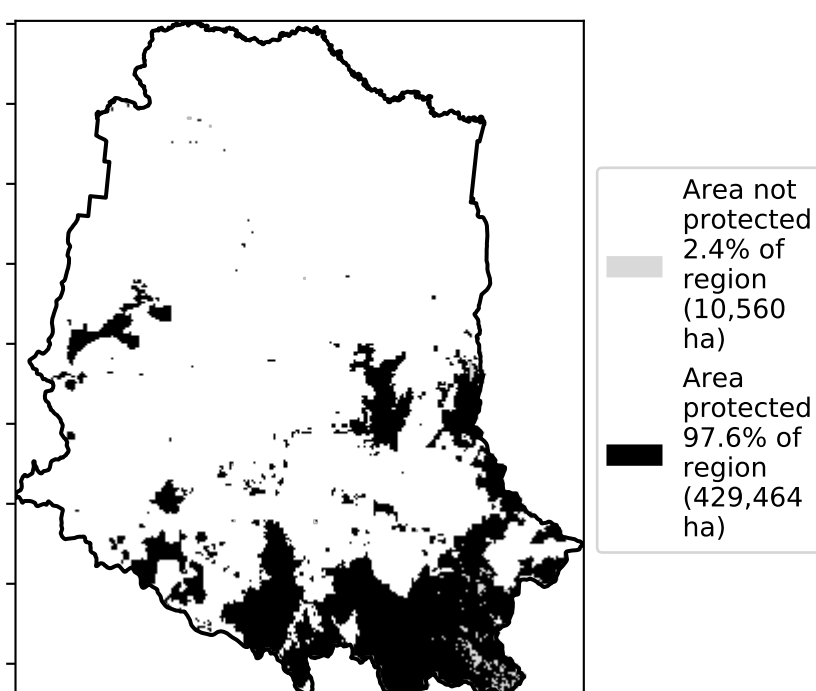 Area not
protected
2.4% of
region
(10,560
ha)
Area
protected
97.6% of
region
(429,464
ha)